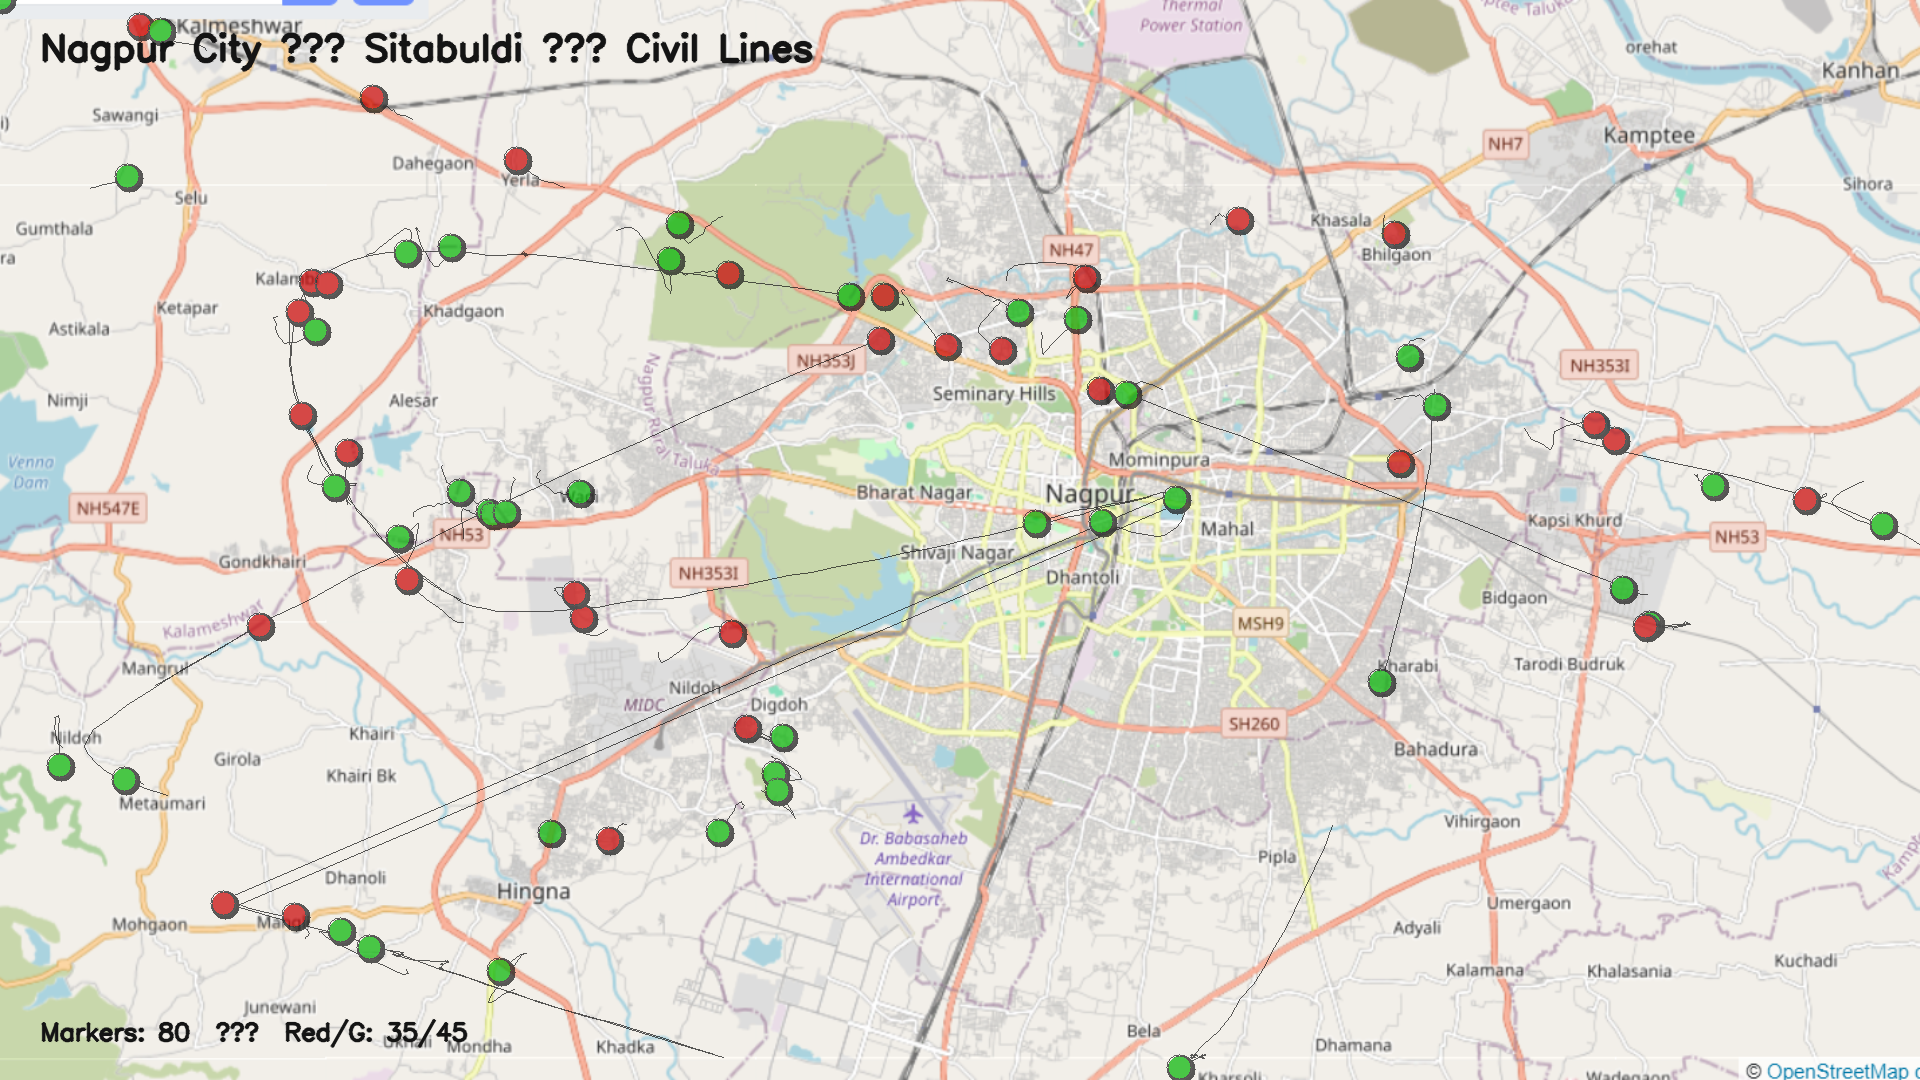 Kalmeshwar
Nagpur City ??? Sitabuldi ??? Civil Lines
Thermal
Power Station
orehat
Kanhan
Sawangi
Kamptee
NH7
Dahegaon
Yerla
Selu
Sihora
Gumthala
Khasala
Bhilgaon
NH47
Ketapar
Khadgaon
Astikala
NH353J
NH353I
Nagpur Rural Taluka
Seminary Hills
Nimji
Alesar
Venna
Dam
Mominpura
Bharat Nagar
Nagpur
NH547E
NH53
Mahal
Kapsi Khurd
NH53
Gondkhairi
Shivaji Nagar
NH353I
Dhantoli
Bidgaon
Kalameshwar
MSH9
Mangrul
Kharabi
Tarodi Budruk
Nildoh
MIDC
Digdoh
SH260
Nildoh
Khairi
Girola
Bahadura
Khairi Bk
Metaumari
Vihirgaon
Dr. Babasaheb
Ambedkar
International
Airport
Pipla
Dhanoli
Hingna
Umergaon
Mohgaon
Adyali
Kalamana
Khalasania
Kuchadi
Junewani
Markers: 80 ??? Red/G: 35/45
Mondha
Khadka
Bela
Dhamana
Kharsoli
Wadegaon
© OpenStreetMap c